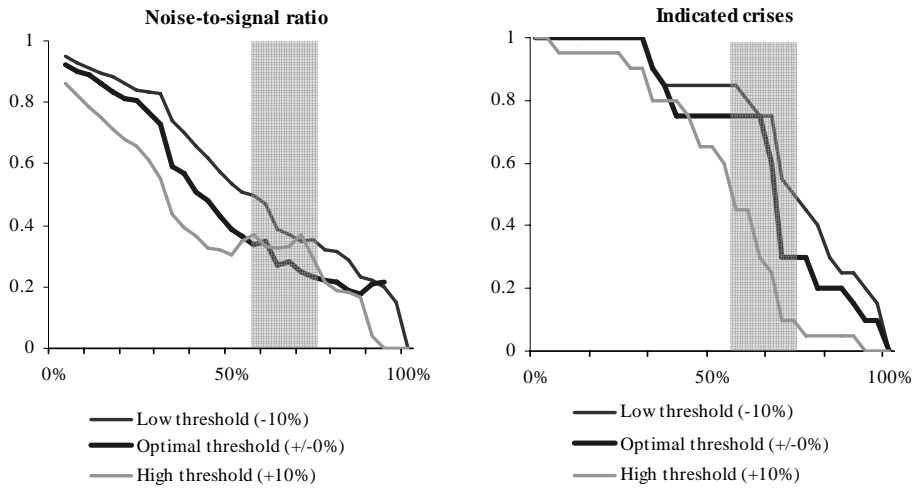 Noise-to-signal ratio
1
0.8
0.6
0.4
0.2
0
0% 50% 100%
Low threshold (-10%)
Optimal threshold (+/-0%)
High threshold (+10%)
Indicated crises
1
0.8
0.6
0.4
0.2
0
0% 50% 100%
Low threshold (-10%)
Optimal threshold (+/-0%)
High threshold (+10%)